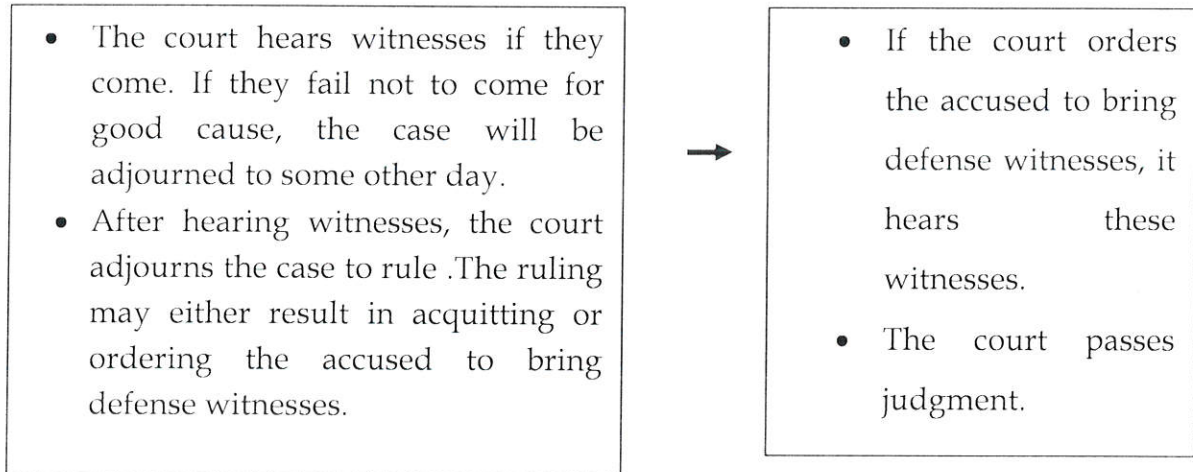 • The court hears witnesses if they
come. If they fail not to come for
good cause, the case will be
adjourned to some other day.
• After hearing witnesses, the court
adjourns the case to rule .The ruling
may either result in acquitting or
ordering the accused to bring
defense witnesses.
• If the court orders
the accused to bring
defense witnesses, it
hears these
witnesses.
• The court passes
judgment.